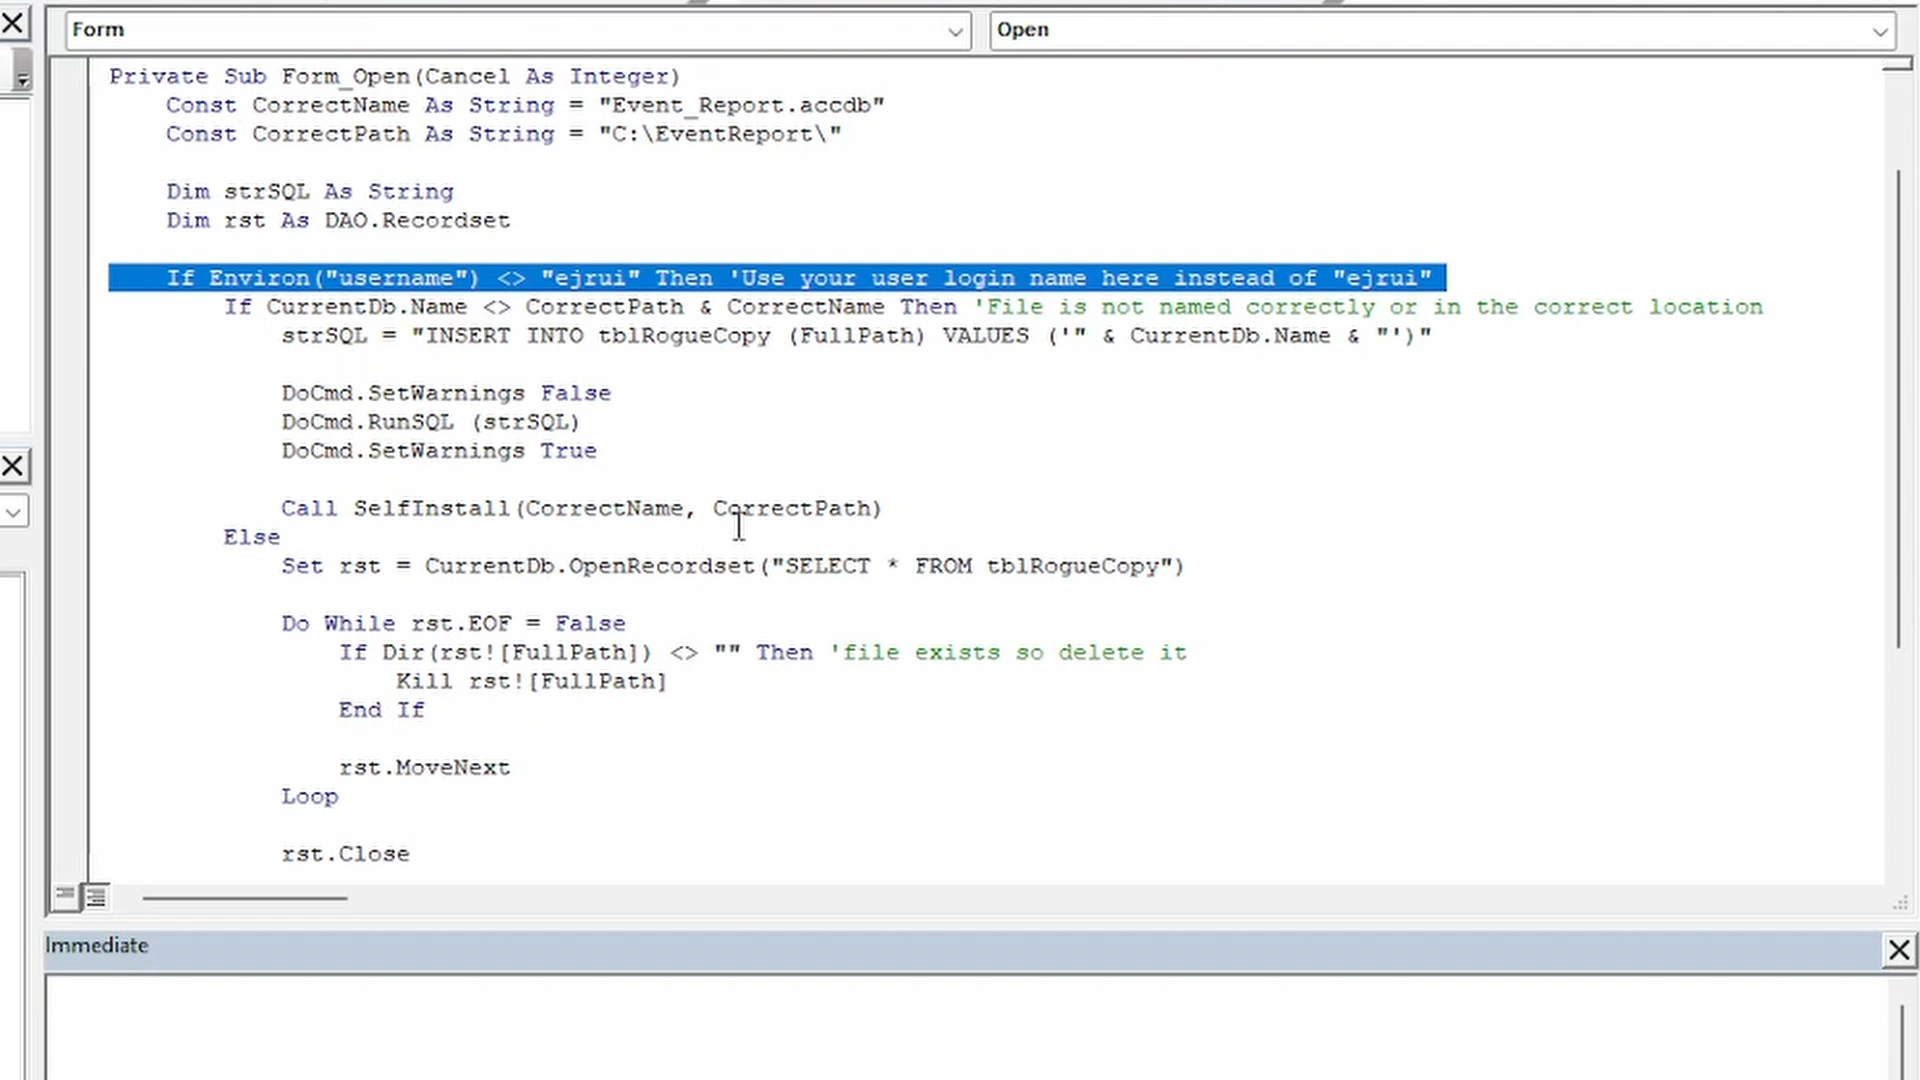 Form
Open
Private Sub Form_Open(Cancel As Integer)
Const CorrectName As String = "Event_Report.accdb"
Const CorrectPath As String = "C:\EventReport\"
Dim strSQL As String
Dim rst As DAO.Recordset
If Environ("username") <> "ejrui" Then 'Use your user login name here instead of "ejrui"
If CurrentDb.Name <> CorrectPath & CorrectName Then 'File is not named correctly or in the correct location
strSQL = "INSERT INTO tblRogueCopy (FullPath) VALUES ('" & CurrentDb.Name & "')"
DoCmd.SetWarnings False
DoCmd.RunSQL (strSQL)
DoCmd.SetWarnings True
Call SelfInstall(CorrectName, CorrectPath)
Else
Set rst = CurrentDb.OpenRecordset("SELECT * FROM tblRogueCopy")
Do While rst.EOF = False
If Dir(rst![FullPath]) <> "" Then 'file exists so delete it
Kill rst![FullPath]
End If
rst.MoveNext
Loop
rst.Close
Immediate